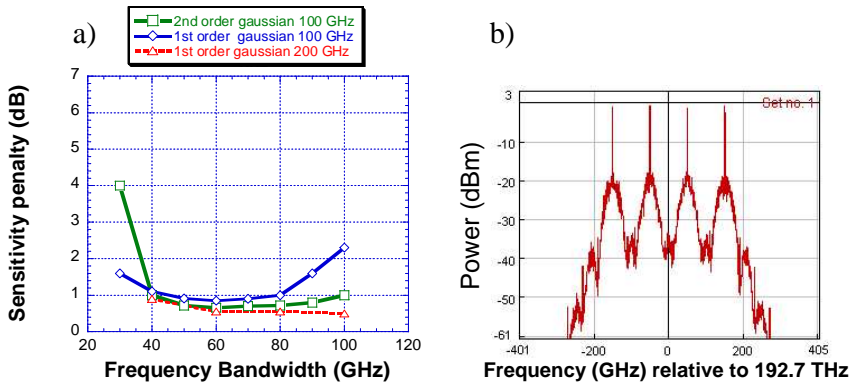 a)
2nd order gaussian 100 GHz
1st order  gaussian 100 GHz
1st order gaussian 200 GHz
Sensitivity penalty (dB)
7
6
5
4
3
2
1
0
20
40
60
80
100
120
Frequency Bandwidth (GHz)
b)
Set no. 1
Power (dBm)
3
-10
-20
-30
-40
-50
-61
-401
-200
0
200
405
Frequency (GHz) relative to 192.7 THz